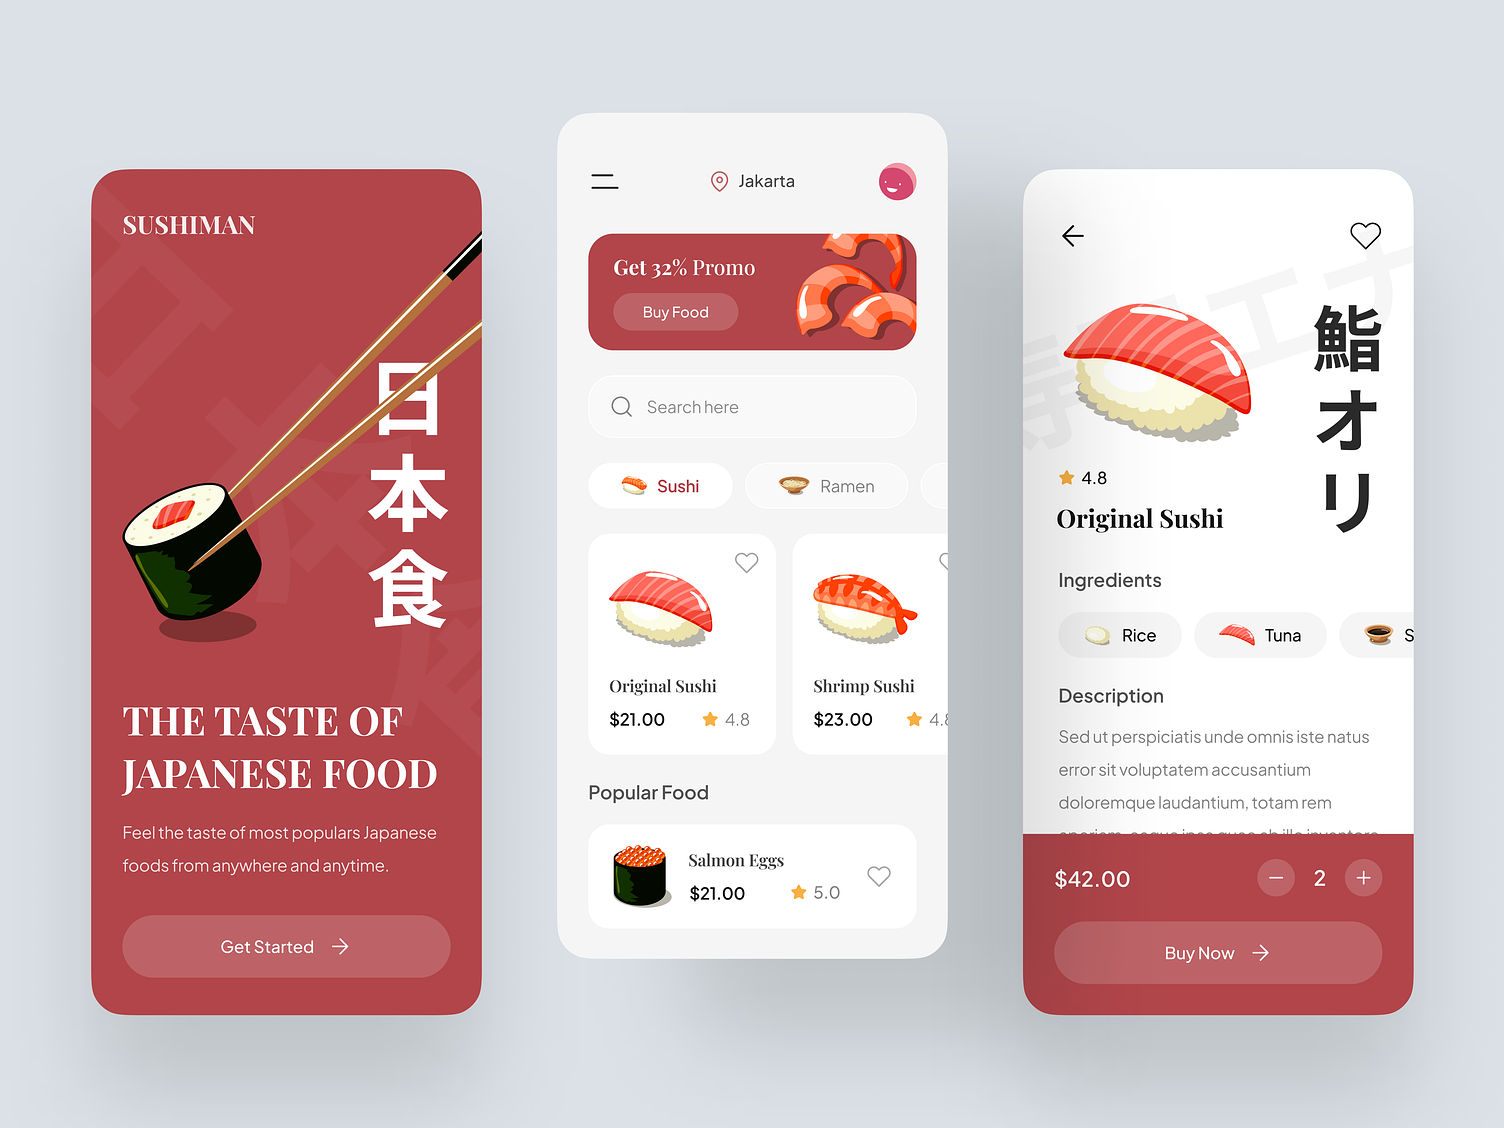 SUSHIMAN
日
本
食
THE TASTE OF
JAPANESE FOOD
Feel the taste of most populars Japanese
foods from anywhere and anytime.
Get Started
Jakarta
Get 32% Promo
Buy Food
Search here
Sushi
Ramen
Original Sushi
$21.00
4.8
Shrimp Sushi
$23.00
4.8
Popular Food
Salmon Eggs
$21.00
5.0
鮨
オ
リ
4.8
Original Sushi
Ingredients
Rice
Tuna
S
Description
Sed ut perspiciatis unde omnis iste natus
error sit voluptatem accusantium
doloremque laudantium, totam rem
$42.00
2
Buy Now